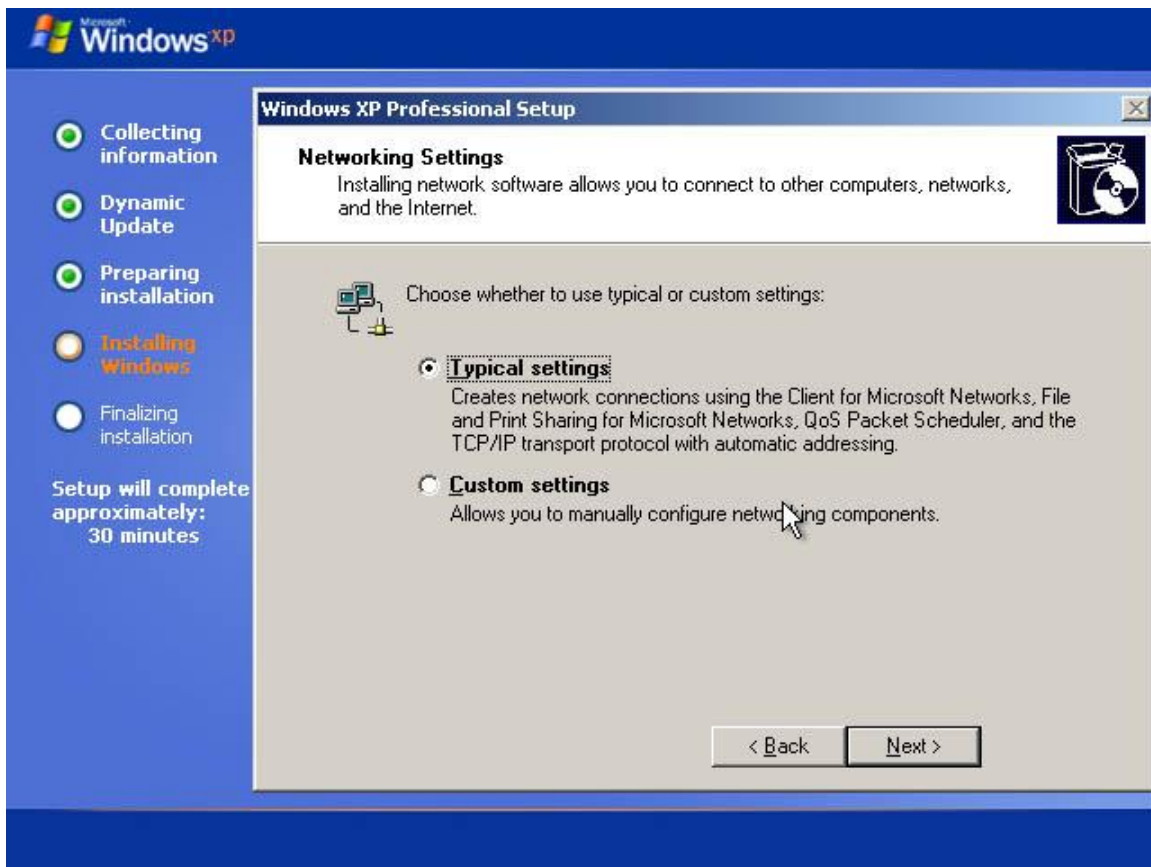 Microsoft
Windows xp
Collecting
information
Dynamic
Update
Preparing
installation
Installing
Windows
Finalizing
installation
Setup will complete
approximately:
30 minutes
Windows XP Professional Setup
Networking Settings
Installing network software allows you to connect to other computers, networks,
and the Internet.
Choose whether to use typical or custom settings:
Typical settings
Creates network connections using the Client for Microsoft Networks, File
and Print Sharing for Microsoft Networks, QoS Packet Scheduler, and the
TCP/IP transport protocol with automatic addressing.
Custom settings
Allows you to manually configure networking components.
< Back
Next >